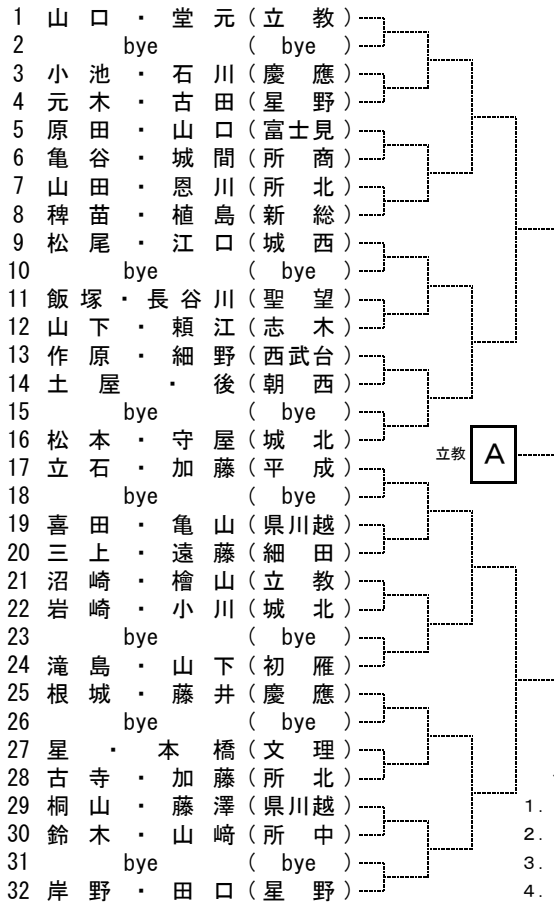 1 山口・堂元（立教）
2 bye （ bye ）
3 小池・石川（慶應）
4 元木・古田（星野）
5 原田・山口（富士見）
6 亀谷・城間（所商）
7 山田・恩川（所北）
8 稗苗・植島（新総）
9 松尾・江口（城西）
10 bye （ bye ）
11 飯塚・長谷川（聖望）
12 山下・頼江（志木）
13 作原・細野（西武台）
14 土屋・後（朝西）
15 bye （ bye ）
16 松本・守屋（城北）
立教 A
17 立石・加藤（平成）
18 bye （ bye ）
19 喜田・亀山（県川越）
20 三上・遠藤（細田）
21 沼崎・檜山（立教）
22 岩崎・小川（城北）
23 bye （ bye ）
24 滝島・山下（初雁）
25 根城・藤井（慶應）
26 bye （ bye ）
27 星・本橋（文理）
28 古寺・加藤（所北）
29 桐山・藤澤（県川越） 1.
30 鈴木・山﨑（所中） 2.
31 bye （ bye ） 3.
32 岸野・田口（星野） 4.